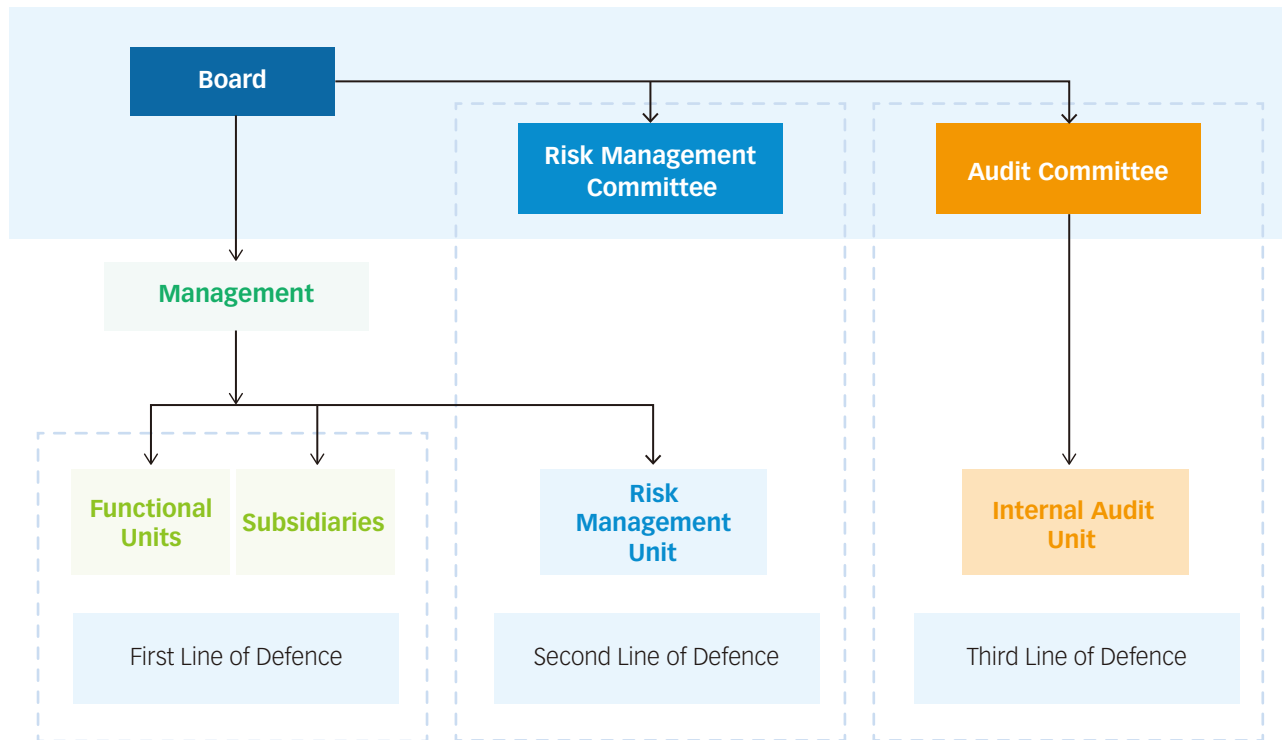 Board
Risk Management
Committee
Audit Committee
Management
Functional
Units
Subsidiaries
Risk
Management
Unit
Internal Audit
Unit
First Line of Defence
Second Line of Defence
Third Line of Defence